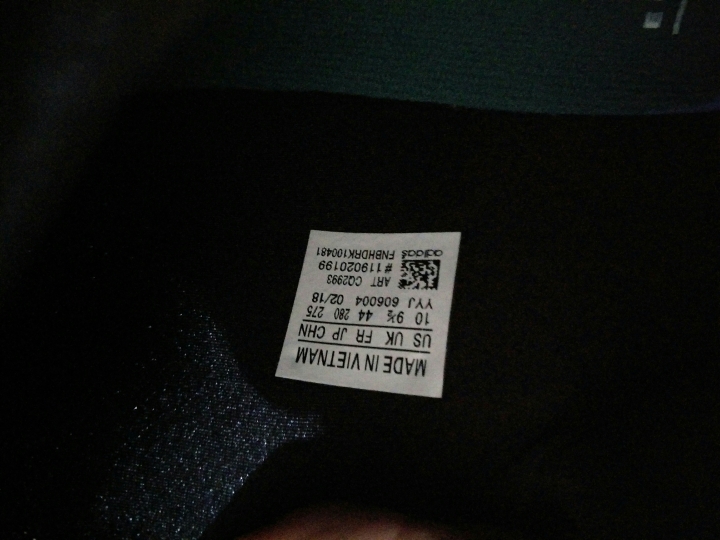 MADE IN VIETNAM
US UK FR JP CHN
10 9½ 44 280 275
YYJ 606004 02/18
ART CQ2993
#119020199
FNBHDRK100481
adidas